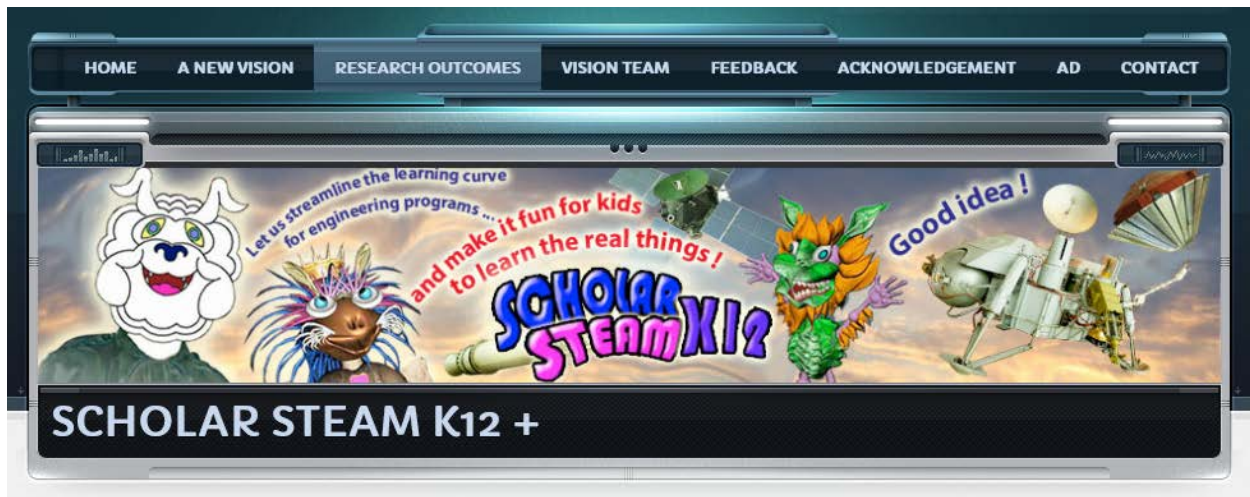 HOME A NEW VISION RESEARCH OUTCOMES VISION TEAM FEEDBACK ACKNOWLEDGEMENT AD CONTACT
Let us streamline the learning curve
for engineering programs ...
and make it fun for kids
to learn the real things !
Good idea !
SCHOLAR
STEAM K12
SCHOLAR STEAM K12 +